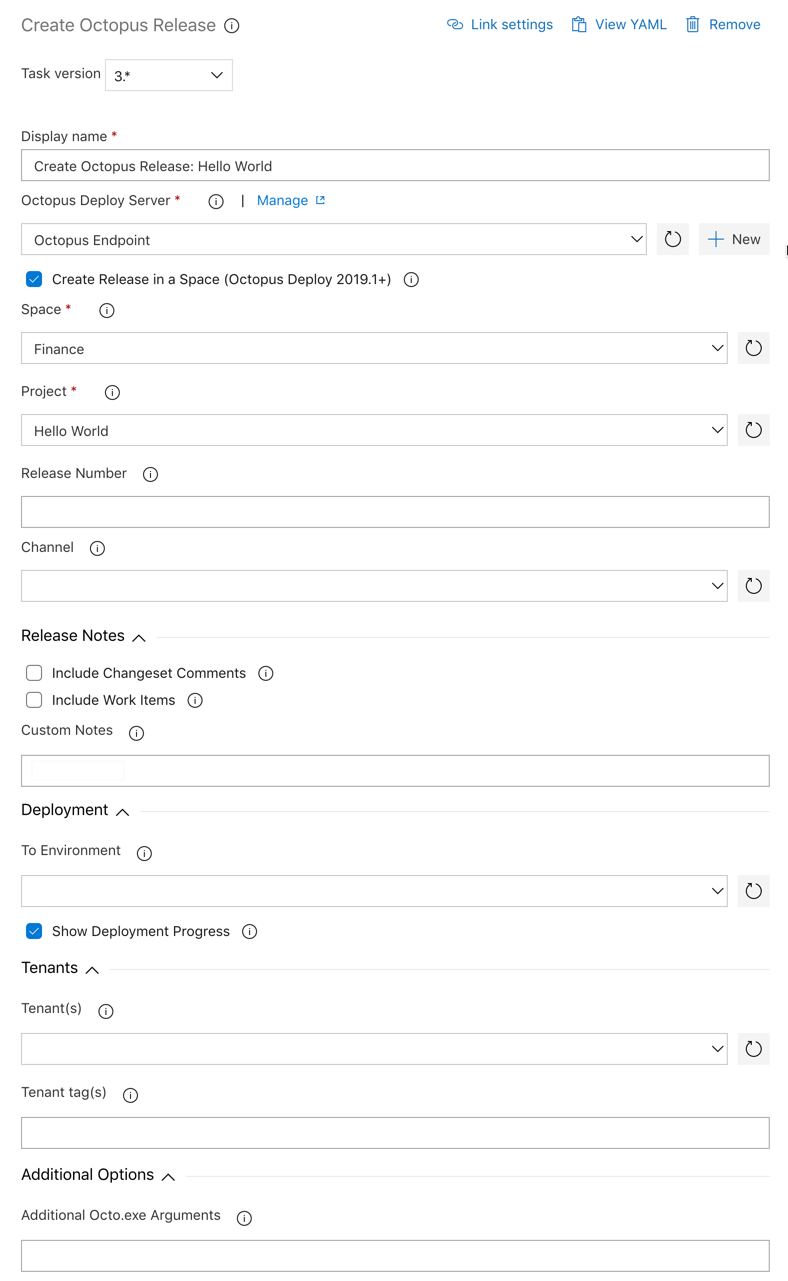 Create Octopus Release
Link settings View YAML Remove
Task version 3.*
Display name *
Create Octopus Release: Hello World
Octopus Deploy Server * | Manage
Octopus Endpoint New
Create Release in a Space (Octopus Deploy 2019.1+)
Space *
Finance
Project *
Hello World
Release Number
Channel
Release Notes
Include Changeset Comments
Include Work Items
Custom Notes
Deployment
To Environment
Show Deployment Progress
Tenants
Tenant(s)
Tenant tag(s)
Additional Options
Additional Octo.exe Arguments